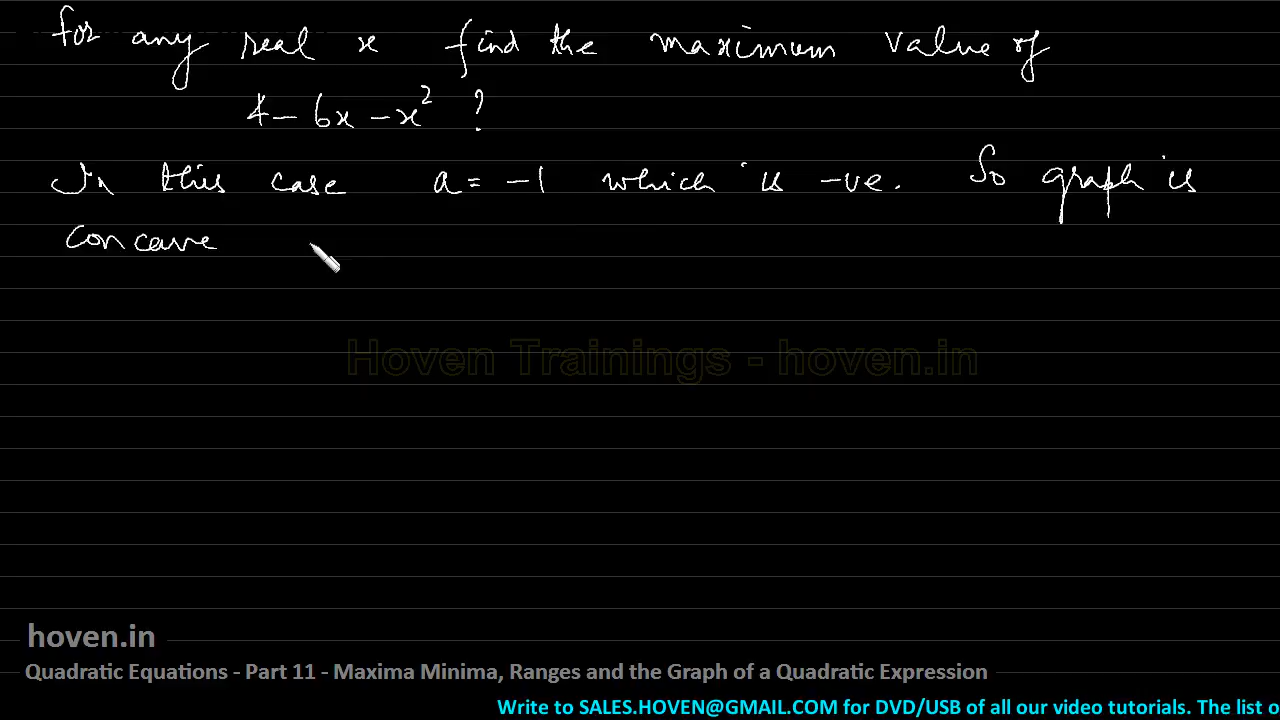 for any real x find the maximum value of
4 - 6x - x² ?
In this case a = -1 which is -ve. So graph is
concave
Hoven Trainings - hoven.in
hoven.in
Quadratic Equations - Part 11 - Maxima Minima, Ranges and the Graph of a Quadratic Expression
Write to SALES.HOVEN@GMAIL.COM for DVD/USB of all our video tutorials. The list o